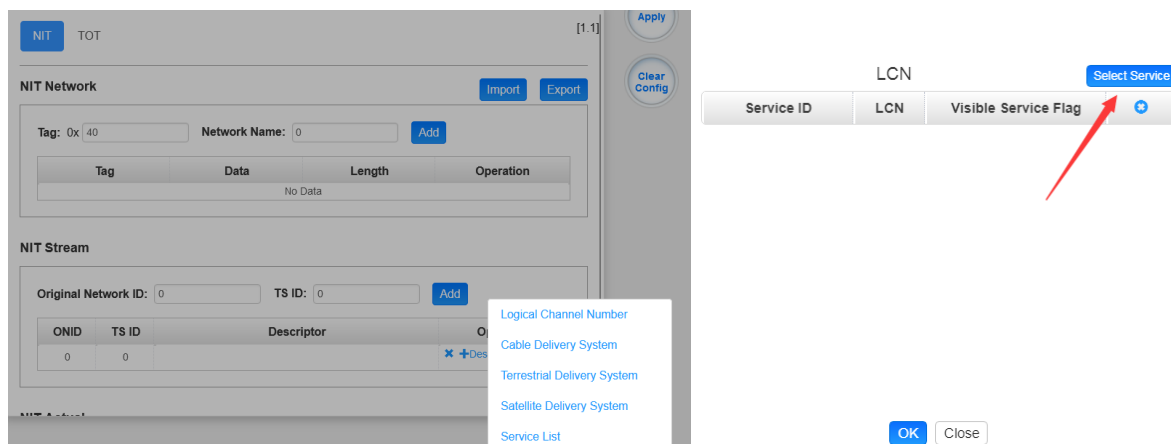 NIT TOT [1.1]
Apply
Clear
Config
NIT Network
Import Export
Tag: 0x 40 Network Name: 0 Add
Tag Data Length Operation
No Data
NIT Stream
Original Network ID: 0 TS ID: 0 Add
ONID TS ID Descriptor O
0 0 +Des
Logical Channel Number
Cable Delivery System
Terrestrial Delivery System
Satellite Delivery System
Service List
NIT Actual
LCN
Select Service
Service ID LCN Visible Service Flag
OK Close